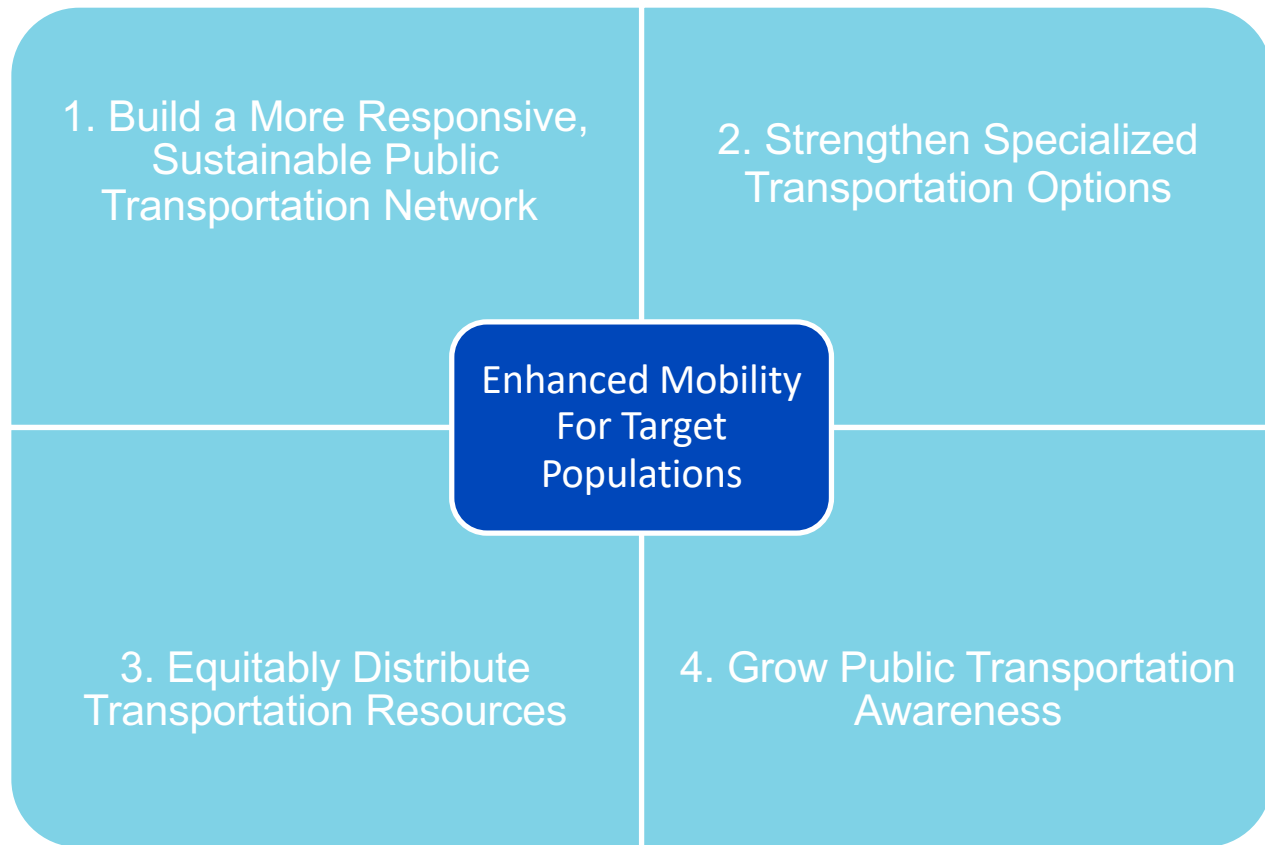 1. Build a More Responsive,
Sustainable Public
Transportation Network
2. Strengthen Specialized
Transportation Options
Enhanced Mobility
For Target
Populations
3. Equitably Distribute
Transportation Resources
4. Grow Public Transportation
Awareness